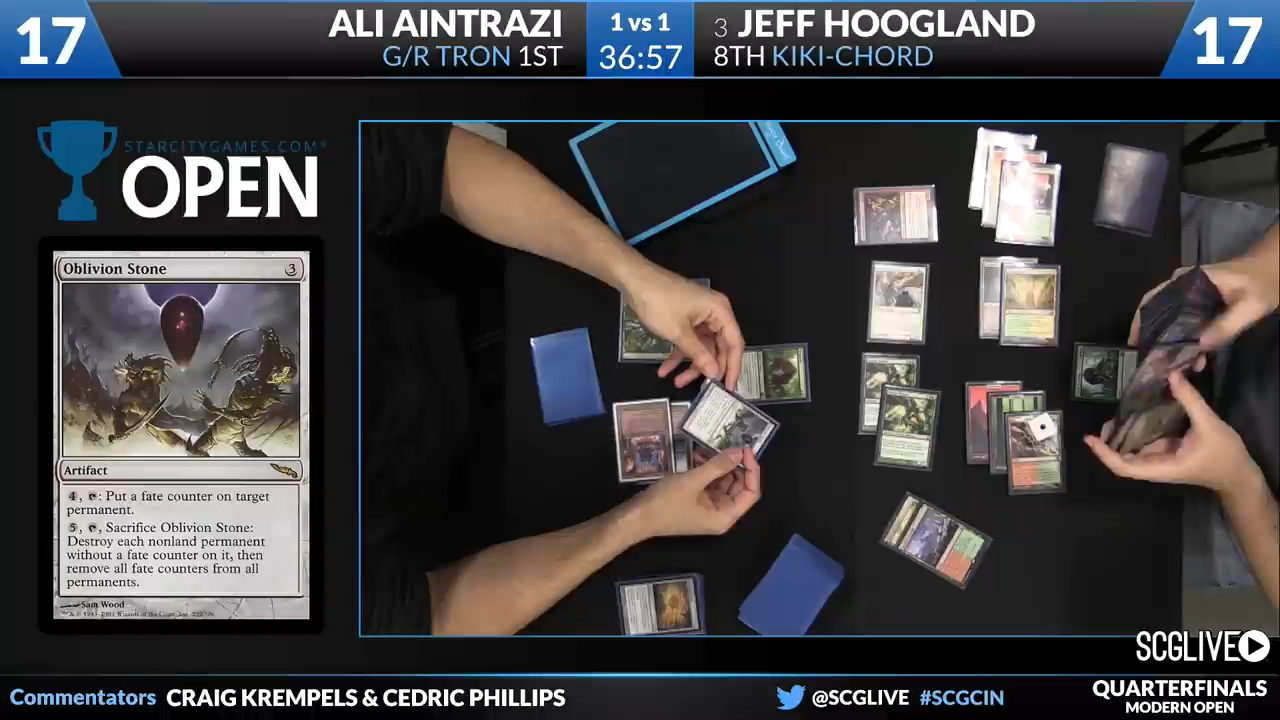 17
ALI AINTRAZI
G/R TRON 1ST
1 vs 1
36:57
3 JEFF HOOGLAND
8TH KIKI-CHORD
17
STARCITYGAMES.COM®
OPEN
Oblivion Stone 3
Artifact
4, : Put a fate counter on target
permanent.
5, , Sacrifice Oblivion Stone:
Destroy each nonland permanent
without a fate counter on it, then
remove all fate counters from all
permanents.
Sam Wood
SCGLIVE
Commentators CRAIG KREMPELS & CEDRIC PHILLIPS
@SCGLIVE #SCGCIN
QUARTERFINALS
MODERN OPEN